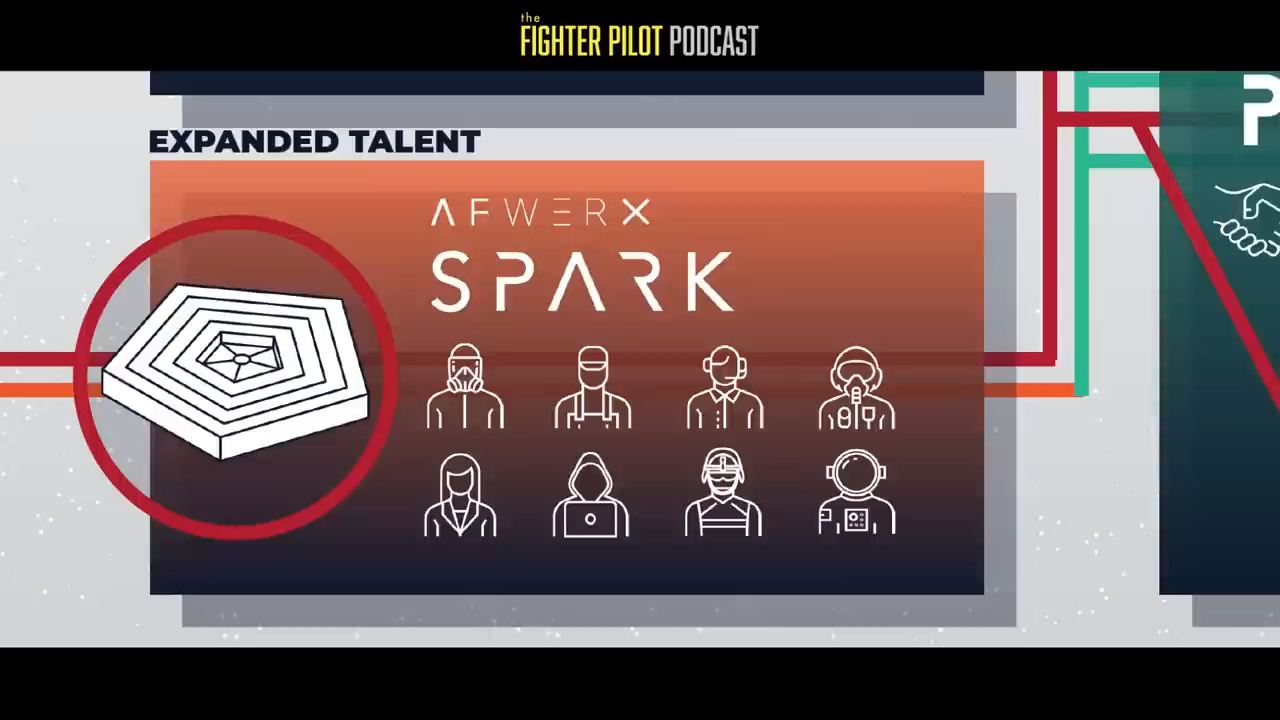 the
FIGHTER PILOT PODCAST
EXPANDED TALENT
AFWERX
SPARK
P